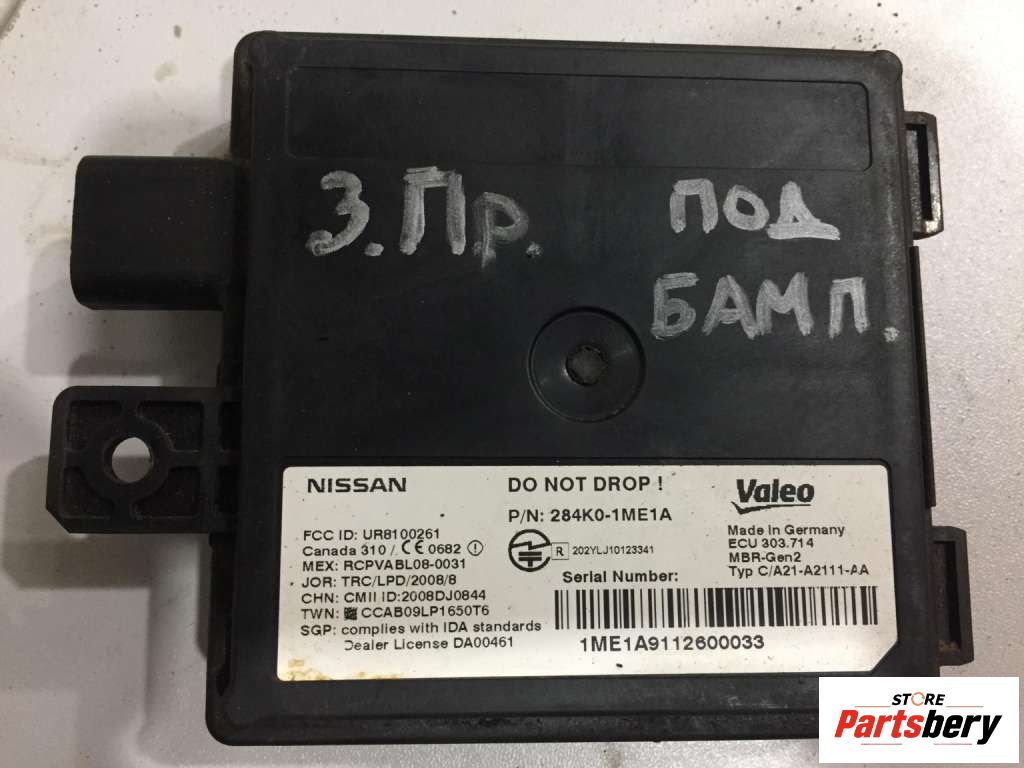 З.Пр. под
БАМП.
NISSAN
FCC ID: UR8100261
Canada 310 / CE 0682
MEX: RCPVABL08-0031
JOR: TRC/LPD/2008/8
CHN: CMII ID:2008DJ0844
TWN: CCAB09LP1650T6
SGP: complies with IDA standards
Dealer License DA00461
DO NOT DROP !
P/N: 284K0-1ME1A
R 202YLJ10123341
Serial Number:
1ME1A9112600033
Valeo
Made in Germany
ECU 303.714
MBR-Gen2
Typ C/A21-A2111-AA
STORE
Partsbery